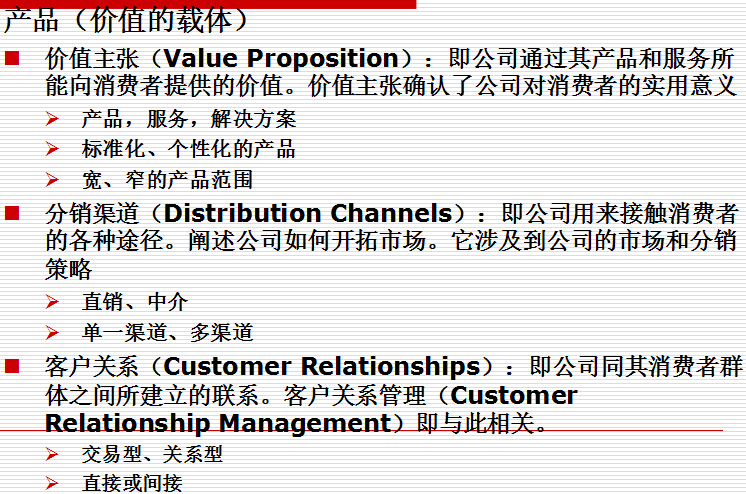 产品（价值的载体）
价值主张（Value Proposition）：即公司通过其产品和服务所
能向消费者提供的价值。价值主张确认了公司对消费者的实用意义
产品，服务，解决方案
标准化、个性化的产品
宽、窄的产品范围
分销渠道（Distribution Channels）：即公司用来接触消费者
的各种途径。阐述公司如何开拓市场。它涉及到公司的市场和分销
策略
直销、中介
单一渠道、多渠道
客户关系（Customer Relationships）：即公司同其消费者群
体之间所建立的联系。客户关系管理（Customer
Relationship Management）即与此相关。
交易型、关系型
直接或间接